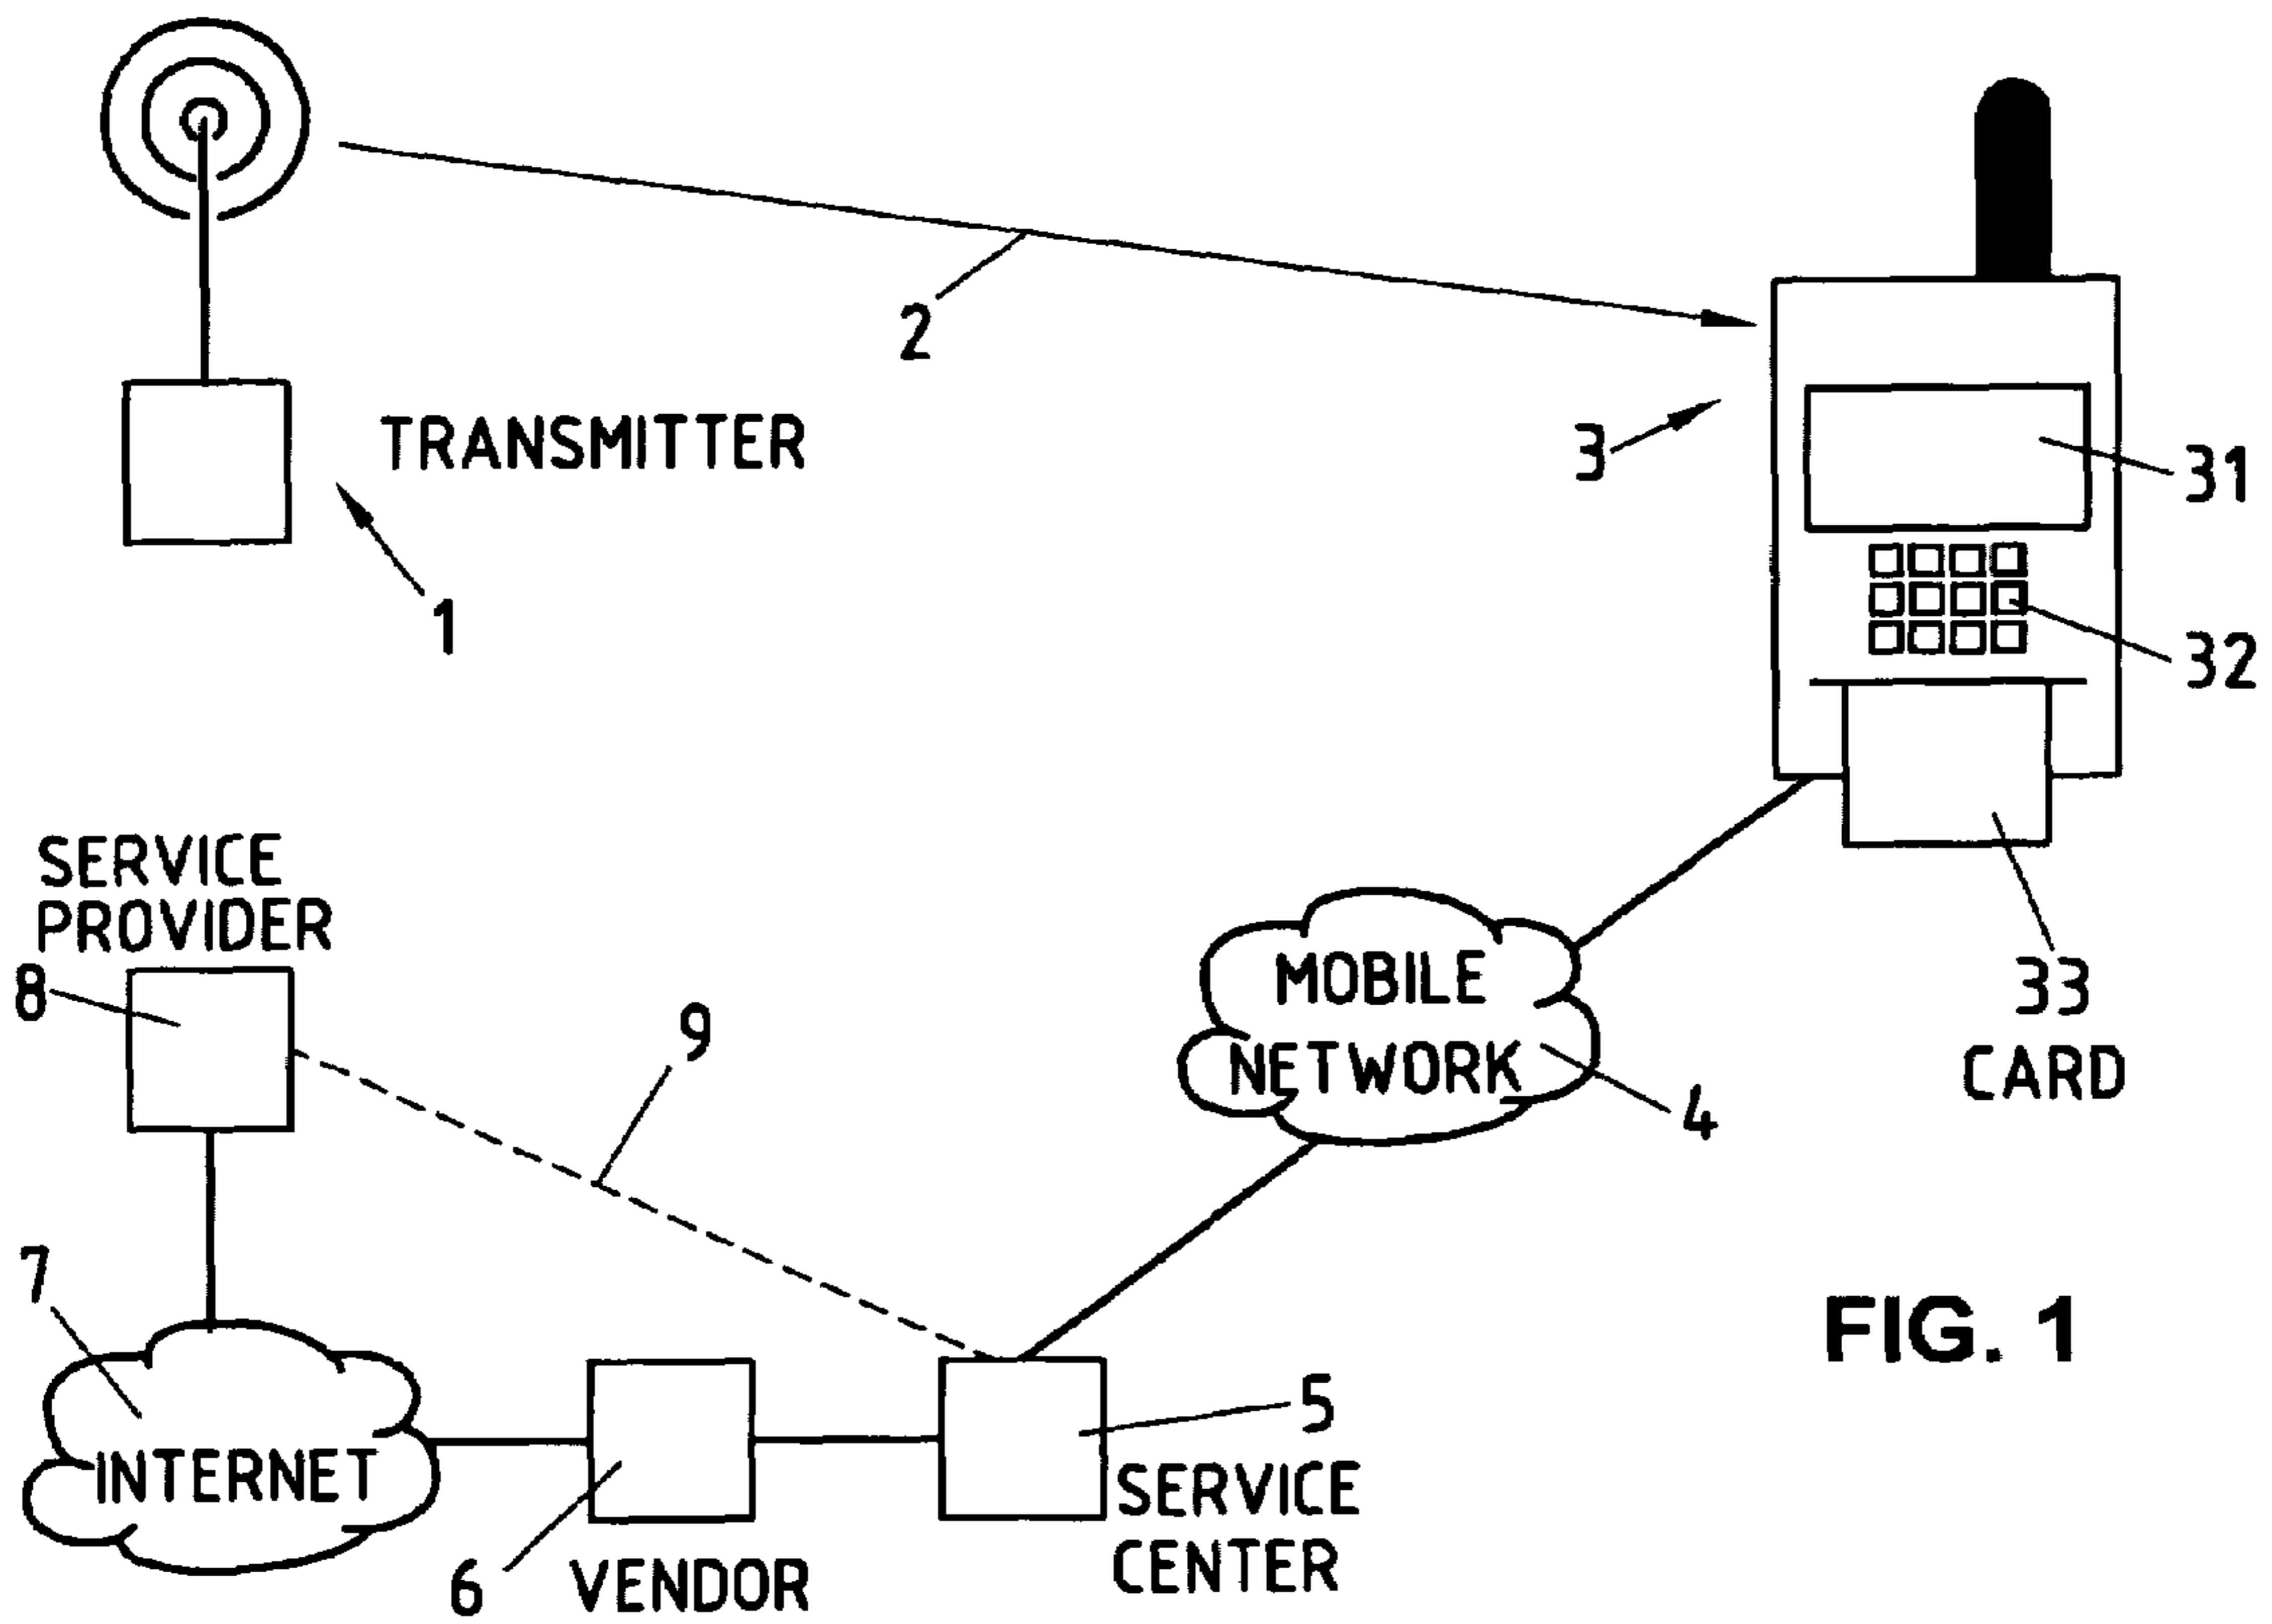 2
TRANSMITTER
3
31
1
32
SERVICE
PROVIDER
8
9
MOBILE
NETWORK
33
CARD
4
7
FIG. 1
5
INTERNET
SERVICE
CENTER
6
VENDOR